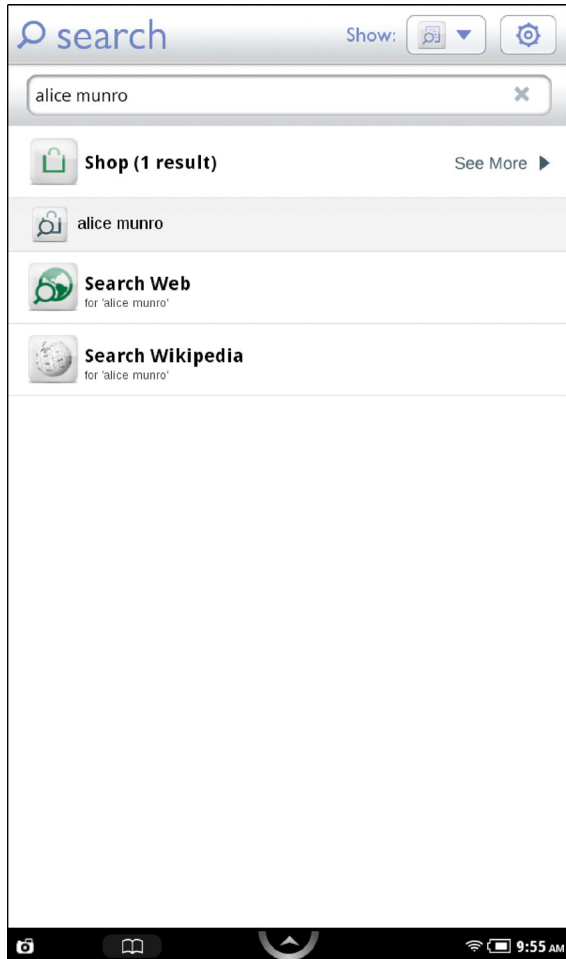 search
Show:
alice munro
Shop (1 result)
See More
alice munro
Search Web
for 'alice munro'
Search Wikipedia
for 'alice munro'
9:55 AM